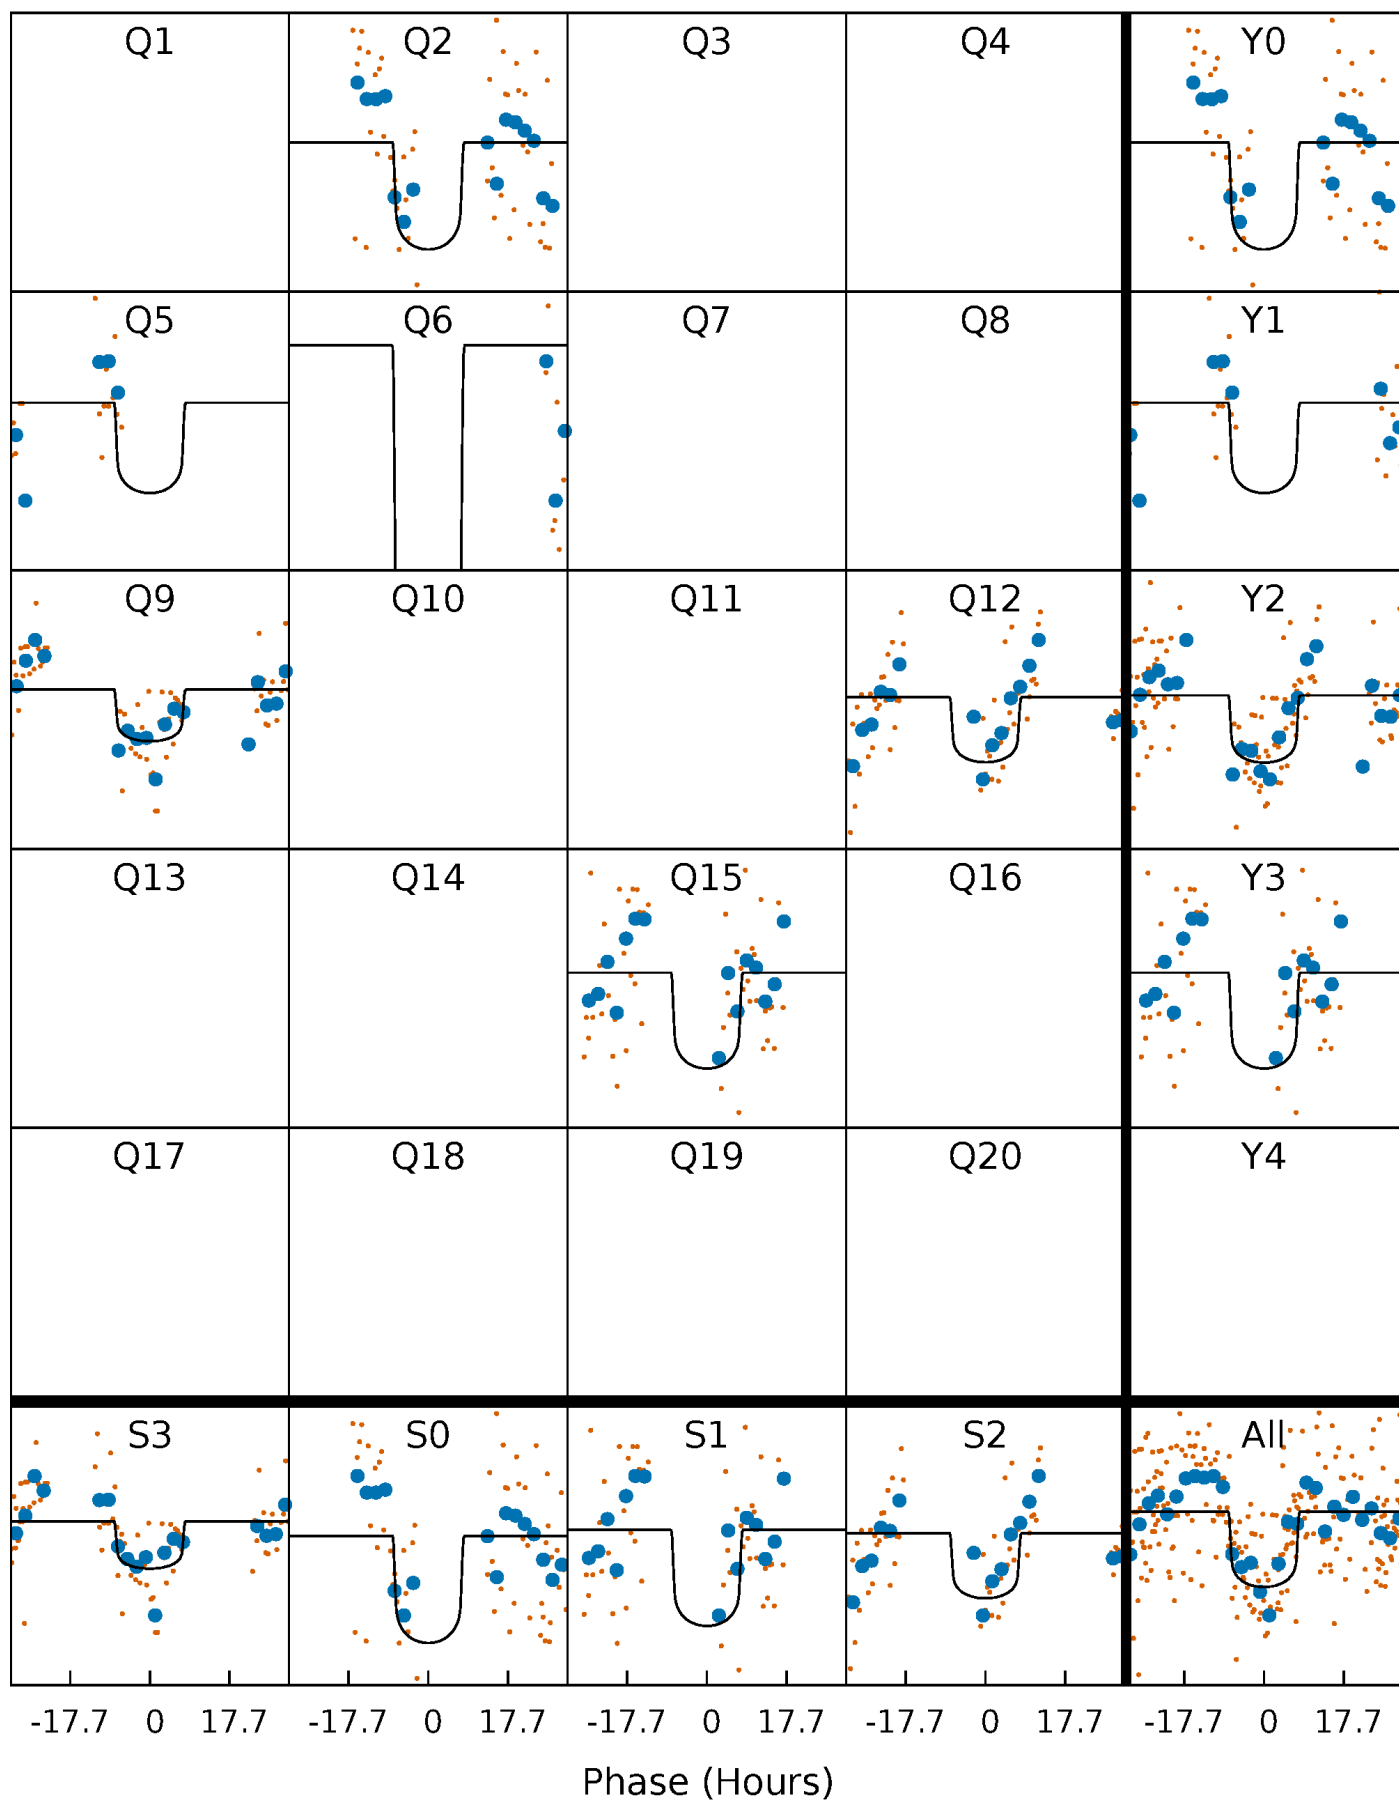 Q1 Q2 Q3 Q4 Y0
Q5 Q6 Q7 Q8 Y1
Q9 Q10 Q11 Q12 Y2
Q13 Q14 Q15 Q16 Y3
Q17 Q18 Q19 Q20 Y4
S3 S0 S1 S2 All
-17.7 0 17.7 -17.7 0 17.7 -17.7 0 17.7 -17.7 0 17.7 -17.7 0 17.7
Phase (Hours)